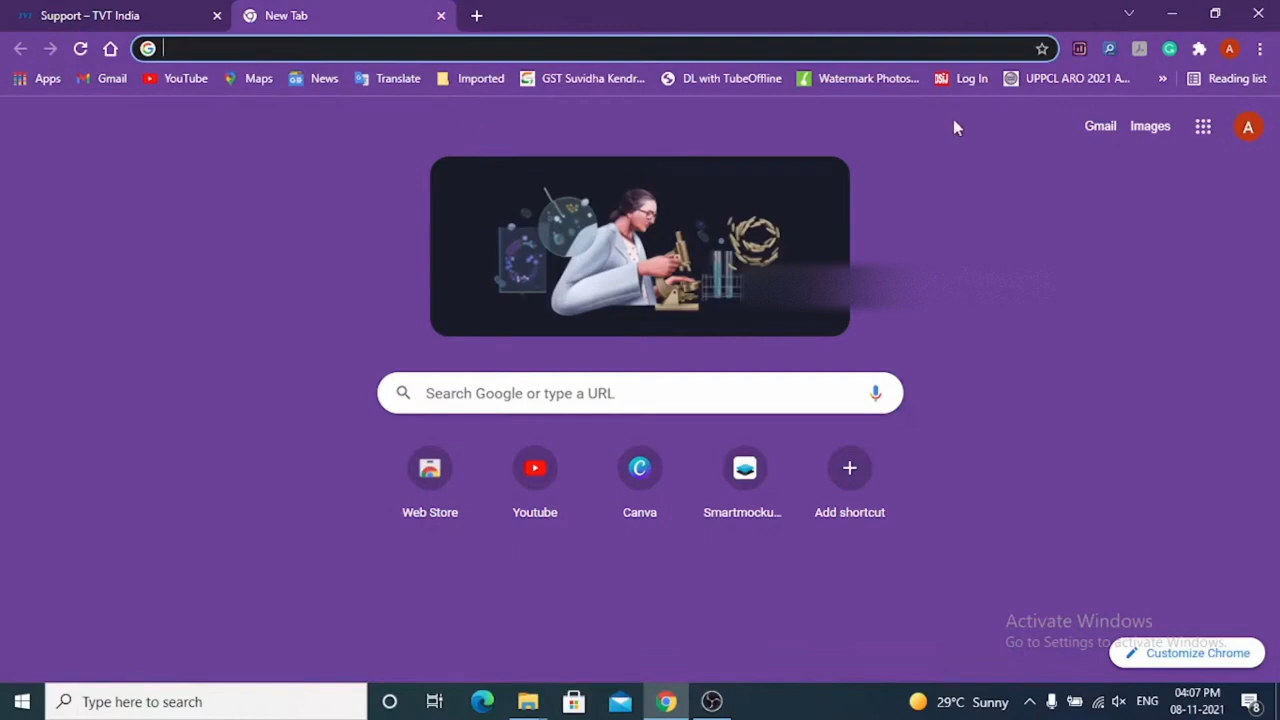 Support – TVT India
New Tab
Apps
Gmail
YouTube
Maps
News
Translate
Imported
GST Suvidha Kendr...
DL with TubeOffline
Watermark Photos...
Log In
UPPCL ARO 2021 A...
»
Reading list
A
Gmail
Images
A
Search Google or type a URL
Web Store
Youtube
Canva
Smartmocku...
Add shortcut
Activate Windows
Go to Settings to activate Windows.
Customize Chrome
Type here to search
29°C Sunny
ENG
04:07 PM
08-11-2021
8